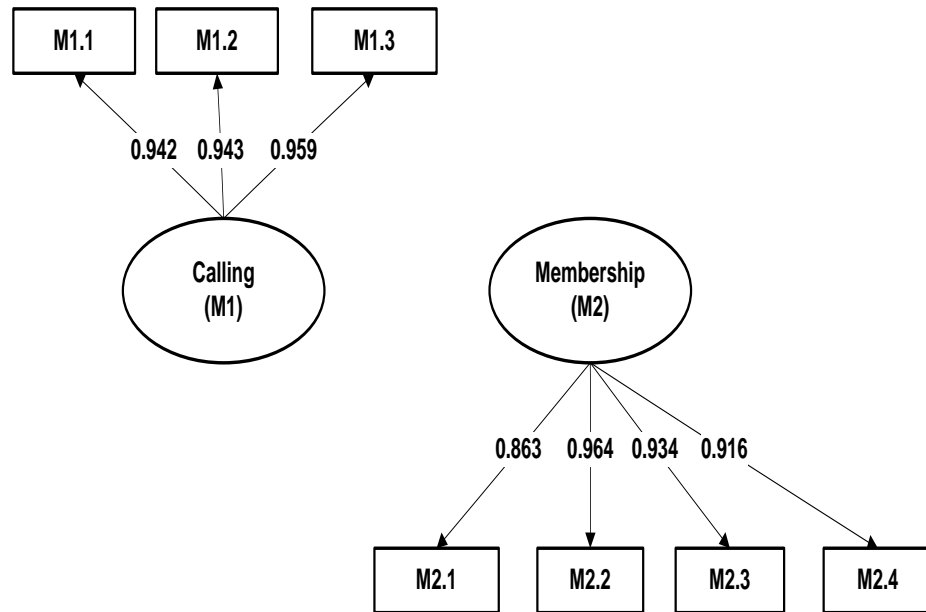 M1.1
M1.2
M1.3
0.942
0.943
0.959
Calling
(M1)
Membership
(M2)
0.863
0.964
0.934
0.916
M2.1
M2.2
M2.3
M2.4